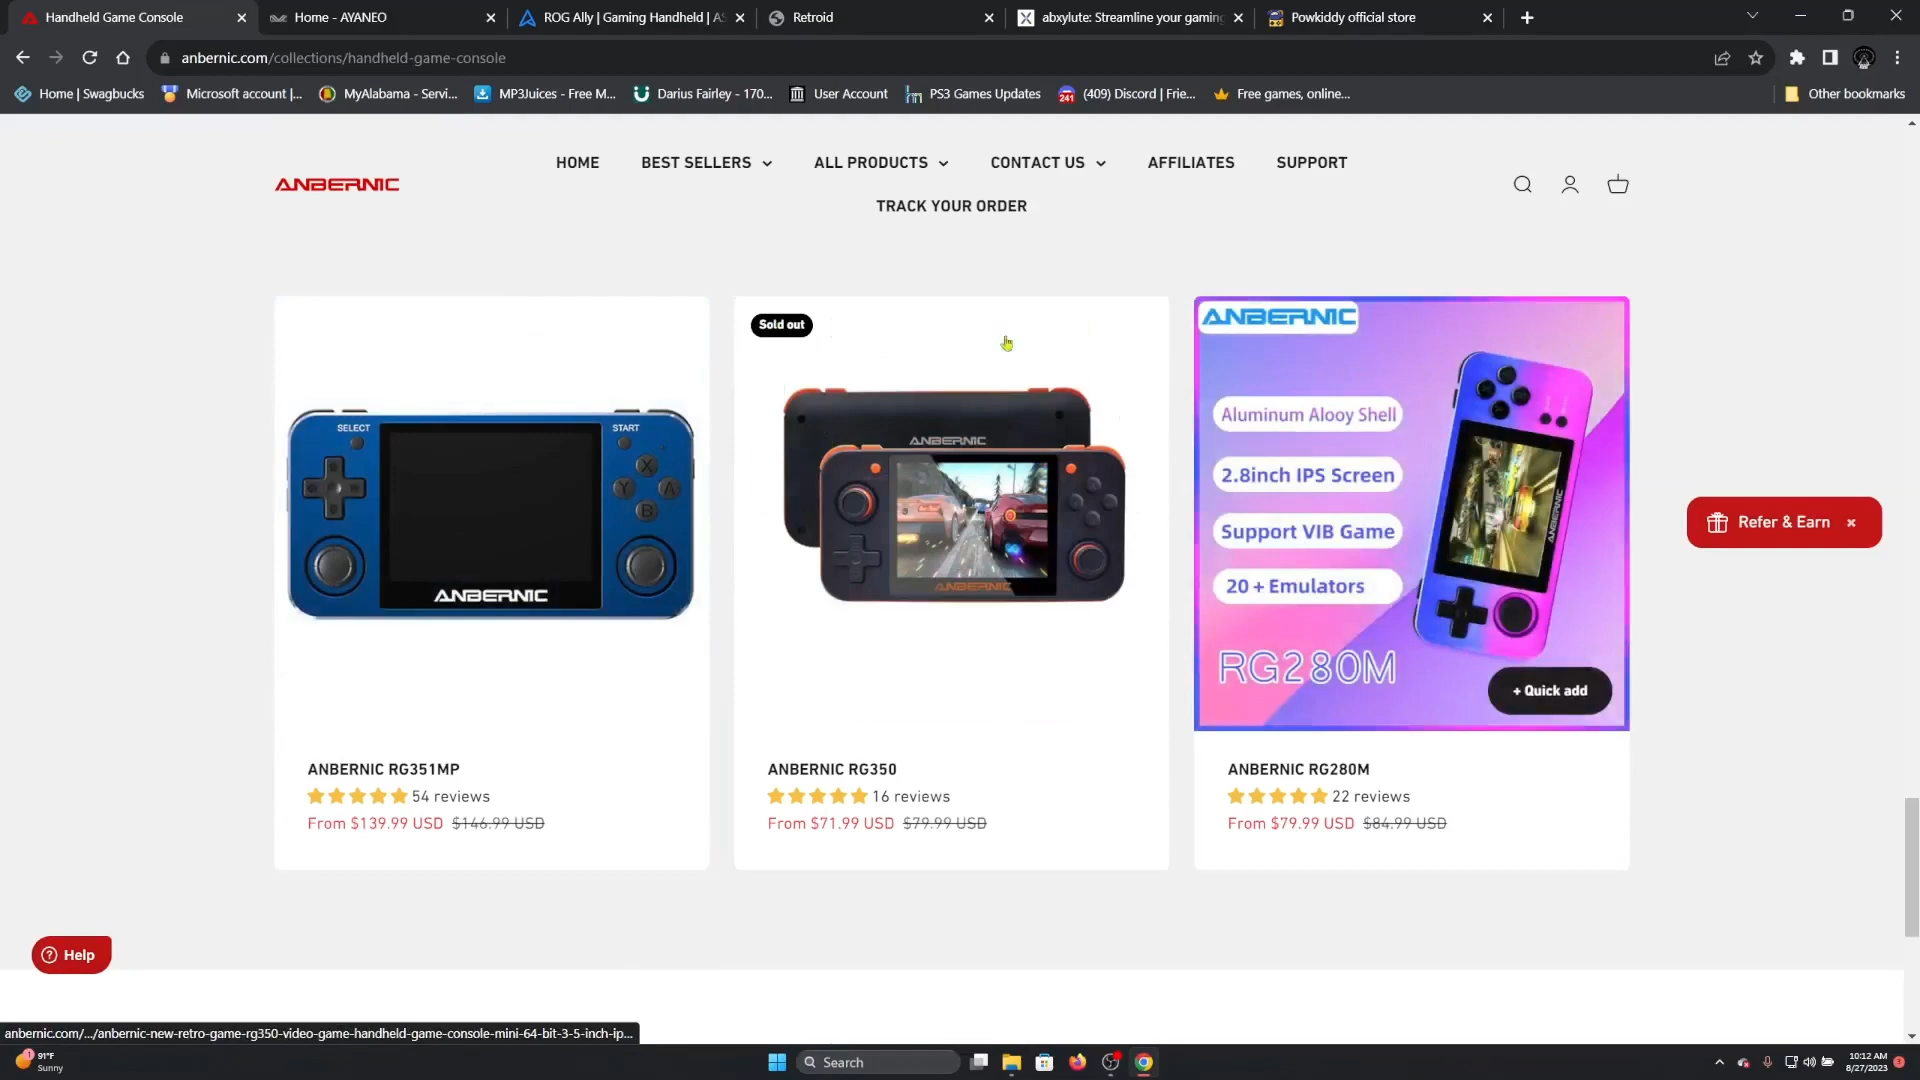 Handheld Game Console
Home - AYANEO
ROG Ally | Gaming Handheld | AS
Retroid
abxylute: Streamline your gaming
Powkiddy official store
anbernic.com/collections/handheld-game-console
Home | Swagbucks
Microsoft account |...
MyAlabama - Servi...
MP3Juices - Free M...
Darius Fairley - 170...
User Account
PS3 Games Updates
(409) Discord | Frie...
Free games, online...
Other bookmarks
ANBERNIC
HOME
BEST SELLERS
ALL PRODUCTS
CONTACT US
AFFILIATES
SUPPORT
TRACK YOUR ORDER
SELECT
START
X
Y
A
B
ANBERNIC
Sold out
ANBERNIC
ANBERNIC
ANBERNIC
Aluminum Alooy Shell
2.8inch IPS Screen
Support VIB Game
20 + Emulators
ANBERNIC
RG280M
+ Quick add
Refer & Earn
ANBERNIC RG351MP
54 reviews
From $139.99 USD $146.99 USD
ANBERNIC RG350
16 reviews
From $71.99 USD $79.99 USD
ANBERNIC RG280M
22 reviews
From $79.99 USD $84.99 USD
Help
anbernic.com/.../anbernic-new-retro-game-rg350-video-game-handheld-game-console-mini-64-bit-3-5-inch-ip...
91°F
Sunny
Search
10:12 AM
8/27/2023